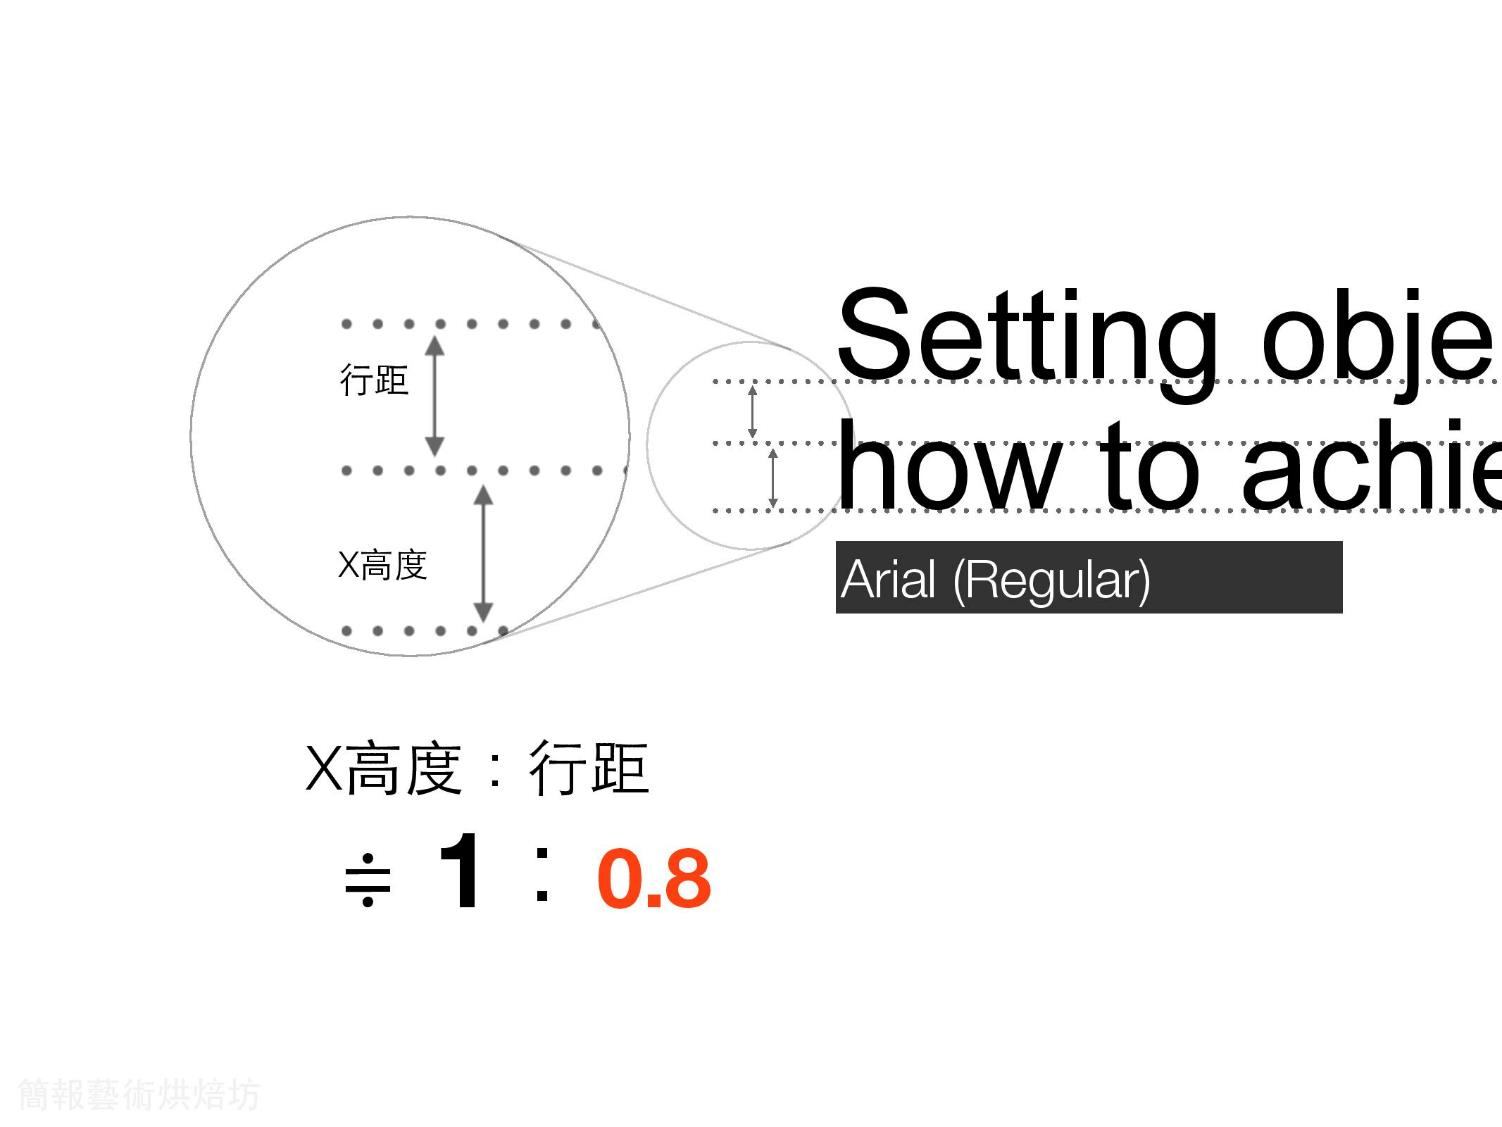 Setting obje
how to achie
行距
X高度
Arial (Regular)
X高度：行距
≑ 1：0.8
簡報藝術烘焙坊